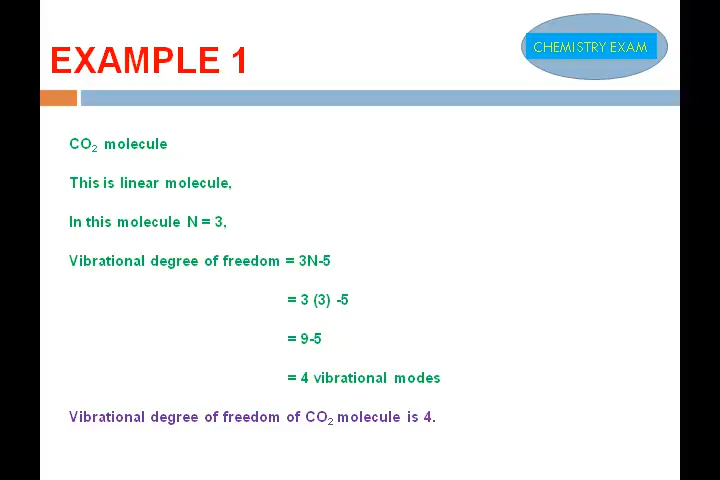 CHEMISTRY EXAM
EXAMPLE 1
CO₂ molecule
This is linear molecule,
In this molecule N = 3,
Vibrational degree of freedom = 3N-5
= 3 (3) -5
= 9-5
= 4 vibrational modes
Vibrational degree of freedom of CO₂ molecule is 4.